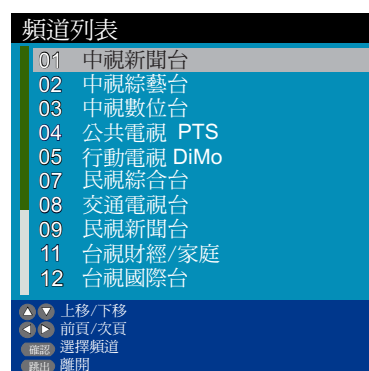 頻道列表
01 中視新聞台
02 中視綜藝台
03 中視數位台
04 公共電視 PTS
05 行動電視 DiMo
07 民視綜合台
08 交通電視台
09 民視新聞台
11 台視財經/家庭
12 台視國際台
上移/下移
前頁/次頁
確認 選擇頻道
跳出 離開